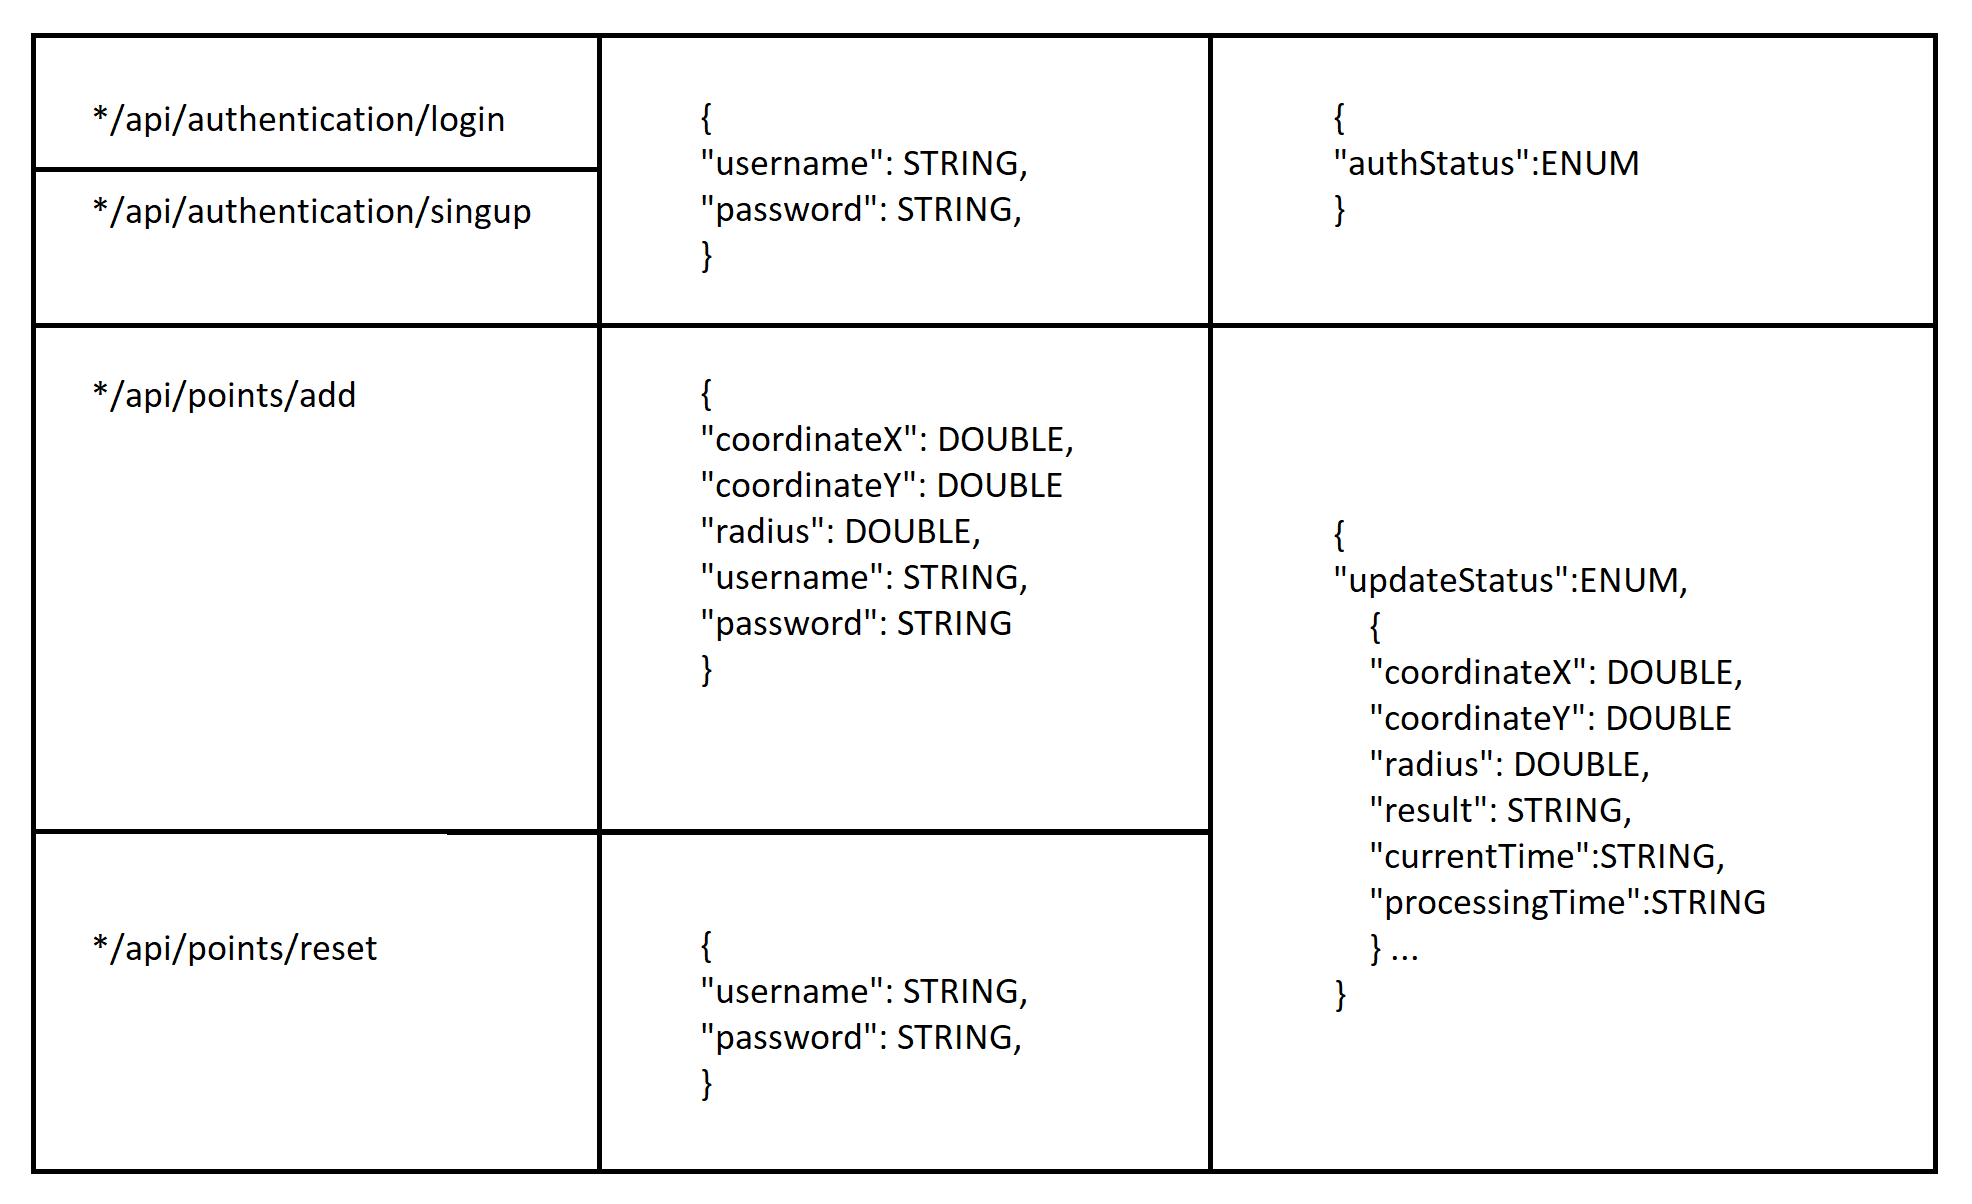 */api/authentication/login
*/api/authentication/singup
{
"username": STRING,
"password": STRING,
}
{
"authStatus":ENUM
}
*/api/points/add
{
"coordinateX": DOUBLE,
"coordinateY": DOUBLE
"radius": DOUBLE,
"username": STRING,
"password": STRING
}
*/api/points/reset
{
"username": STRING,
"password": STRING,
}
{
"updateStatus":ENUM,
{
"coordinateX": DOUBLE,
"coordinateY": DOUBLE
"radius": DOUBLE,
"result": STRING,
"currentTime":STRING,
"processingTime":STRING
} ...
}